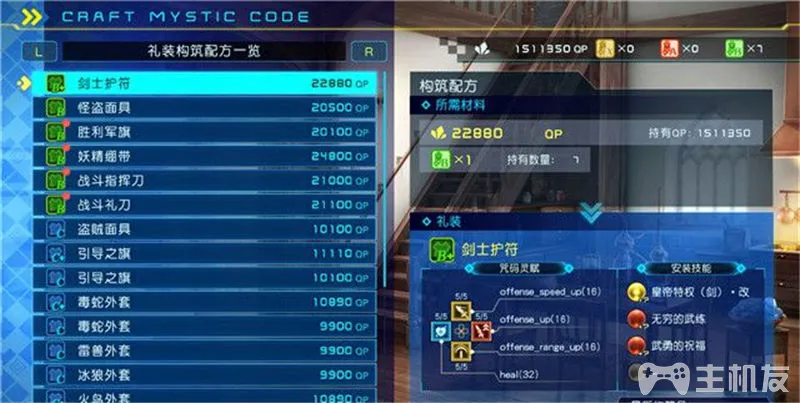 CRAFT MYSTIC CODE
L 礼装构筑配方一览 R
1511350 QP ×0 ×0 ×7
剑士护符 22880 QP
怪盗面具 20500 QP
胜利军旗 20100 QP
妖精绷带 24800 QP
战斗指挥刀 21000 QP
战斗礼刀 21100 QP
盗贼面具 10100 QP
引导之旗 11110 QP
引导之旗 10100 QP
毒蛇外套 10890 QP
毒蛇外套 9900 QP
雷兽外套 9900 QP
冰狼外套 9900 QP
火鸟外套 10890 QP
构筑配方
所需材料
22880 QP 持有QP: 1511350
×1 持有数量: 7
礼装
B+ 剑士护符
咒码灵赋
5/5 offense_speed_up(16)
5/5 5/5 offense_up(16)
offense_range_up(16)
5/5
heal(32)
安装技能
皇帝特权（剑）·改
无穷的武练
武勇的祝福
主机友